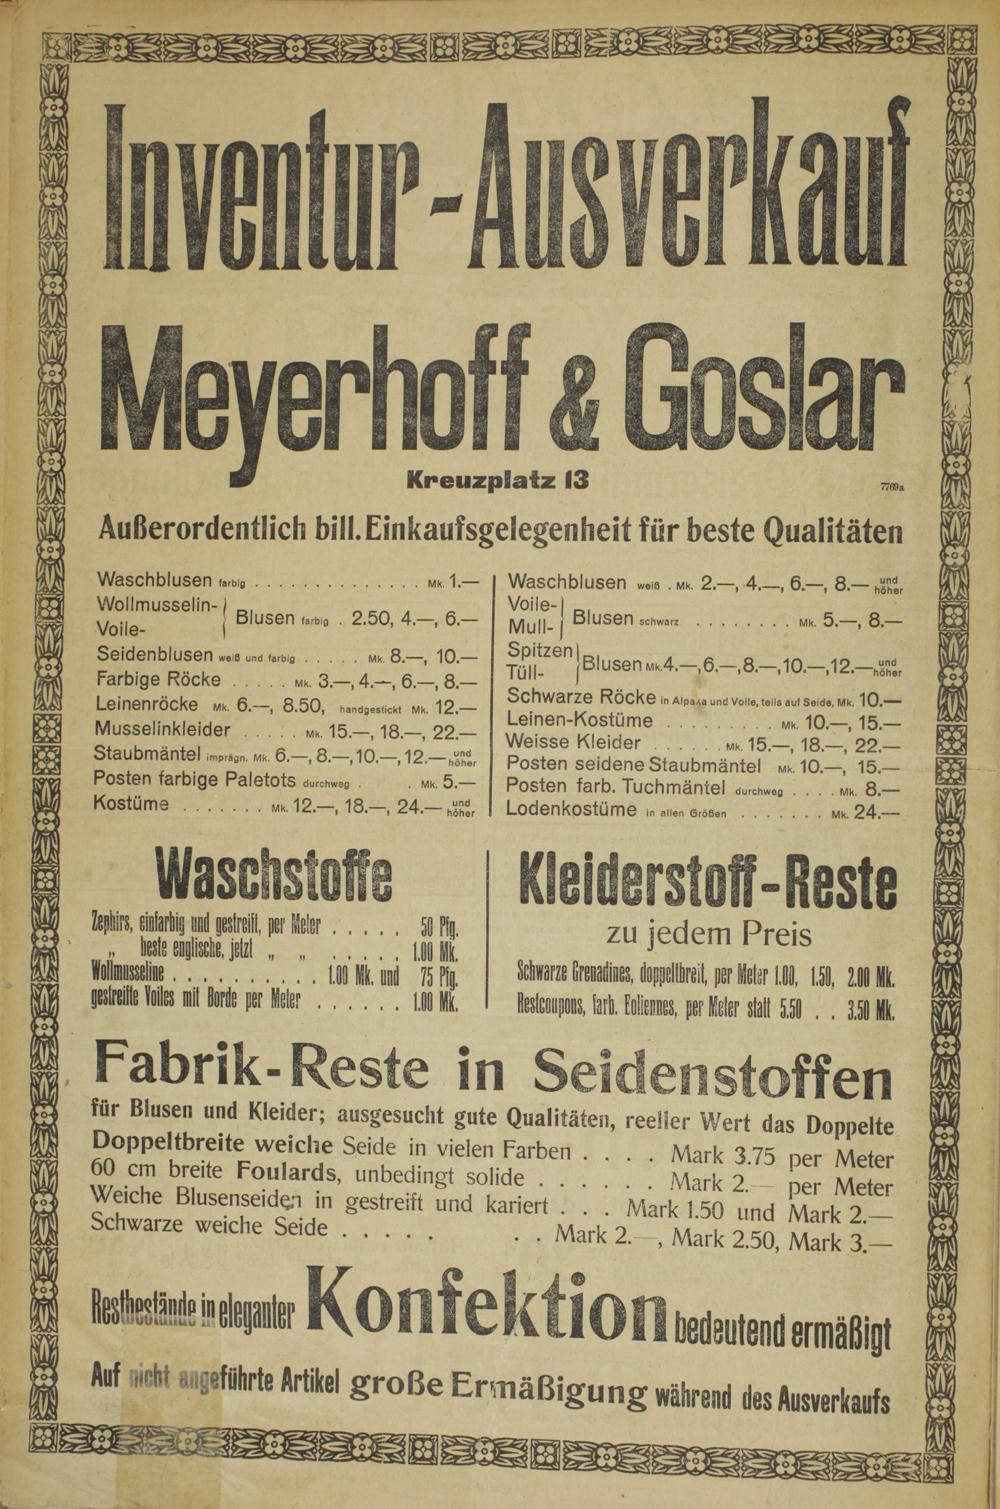 Inventur-Ausverkauf
Meyerhoff & Goslar
Kreuzplatz 13
7769a
Außerordentlich bill. Einkaufsgelegenheit für beste Qualitäten
Waschblusen farbig . . . . . . . . . . . . . . Mk. 1.—
Wollmusselin-
Voile- } Blusen farbig . 2.50, 4.—, 6.—
Seidenblusen weiß und farbig . . . . . Mk. 8.—, 10.—
Farbige Röcke . . . . . Mk. 3.—, 4.—, 6.—, 8.—
Leinenröcke Mk. 6.—, 8.50, handgestickt Mk. 12.—
Musselinkleider . . . . . Mk. 15.—, 18.—, 22.—
Staubmäntel imprägn. Mk. 6.—, 8.—, 10.—, 12.— und höher
Posten farbige Paletots durchweg . . Mk. 5.—
Kostüme . . . . . . . Mk. 12.—, 18.—, 24.— und höher
Waschblusen weiß . Mk. 2.—, 4.—, 6.—, 8.— und höher
Voile-
Mull- } Blusen schwarz . . . . . . . . Mk. 5.—, 8.—
Spitzen
Tüll- } Blusen Mk. 4.—, 6.—, 8.—, 10.—, 12.— und höher
Schwarze Röcke in Alpaka und Voile, teils auf Seide, Mk. 10.—
Leinen-Kostüme . . . . . . . . . Mk. 10.—, 15.—
Weisse Kleider . . . . . . Mk. 15.—, 18.—, 22.—
Posten seidene Staubmäntel Mk. 10.—, 15.—
Posten farb. Tuchmäntel durchweg . . . . Mk. 8.—
Lodenkostüme in allen Größen . . . . . . . Mk. 24.—
Waschstoffe
Zephirs, einfarbig und gestreift, per Meter . . . . . 50 Pfg.
„ beste englische, jetzt „ „ . . . . . 1.00 Mk.
Wollmusseline . . . . . . . . . . 1.00 Mk. und 75 Pfg.
gestreifte Voiles mit Borde per Meter . . . . . . 1.00 Mk.
Kleiderstoff-Reste
zu jedem Preis
Schwarze Grenadines, doppeltbreit, per Meter 1.00, 1.50, 2.00 Mk.
Restcoupons, farb. Eoliennes, per Meter statt 5.50 . . 3.50 Mk.
Fabrik-Reste in Seidenstoffen
für Blusen und Kleider; ausgesucht gute Qualitäten, reeller Wert das Doppelte
Doppeltbreite weiche Seide in vielen Farben . . . . Mark 3.75 per Meter
60 cm breite Foulards, unbedingt solide . . . . . . Mark 2.— per Meter
Weiche Blusenseiden in gestreift und kariert . . . Mark 1.50 und Mark 2.—
Schwarze weiche Seide . . . . . . . Mark 2.—, Mark 2.50, Mark 3.—
Restbestände in eleganter Konfektion bedeutend ermäßigt
Auf nicht angeführte Artikel große Ermäßigung während des Ausverkaufs